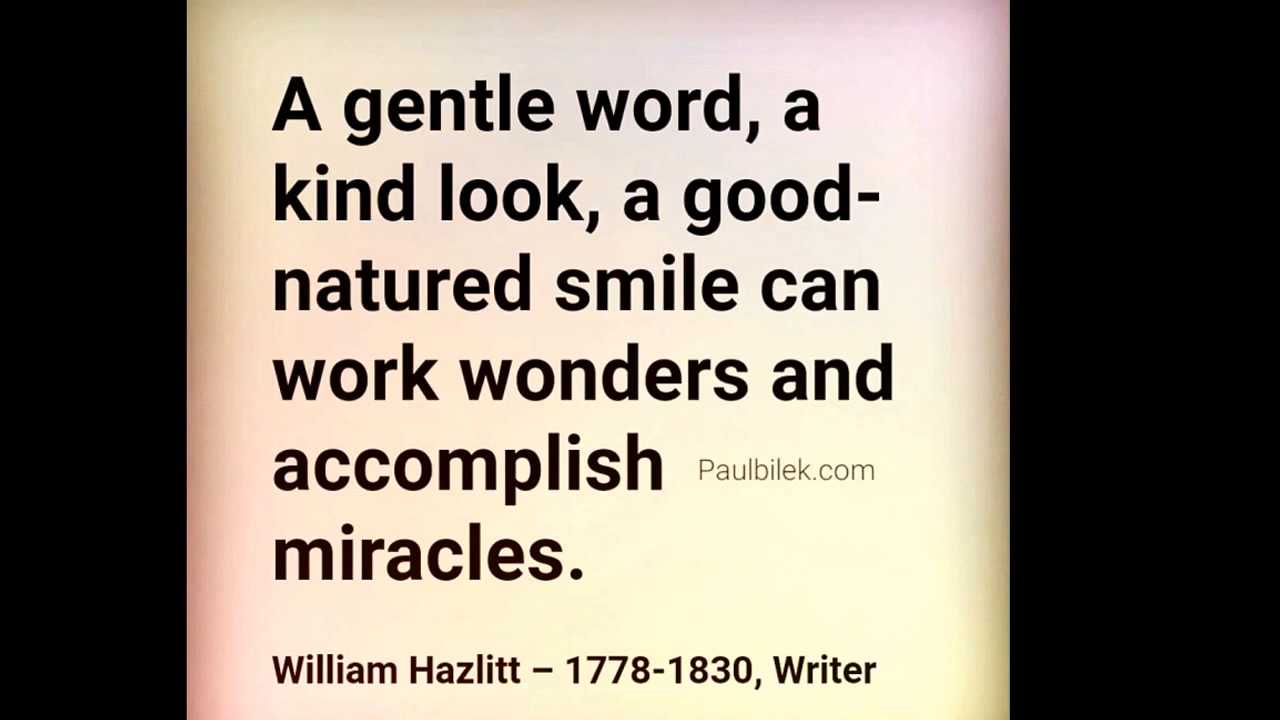 A gentle word, a
kind look, a good-
natured smile can
work wonders and
accomplish Paulbilek.com
miracles.
William Hazlitt – 1778-1830, Writer